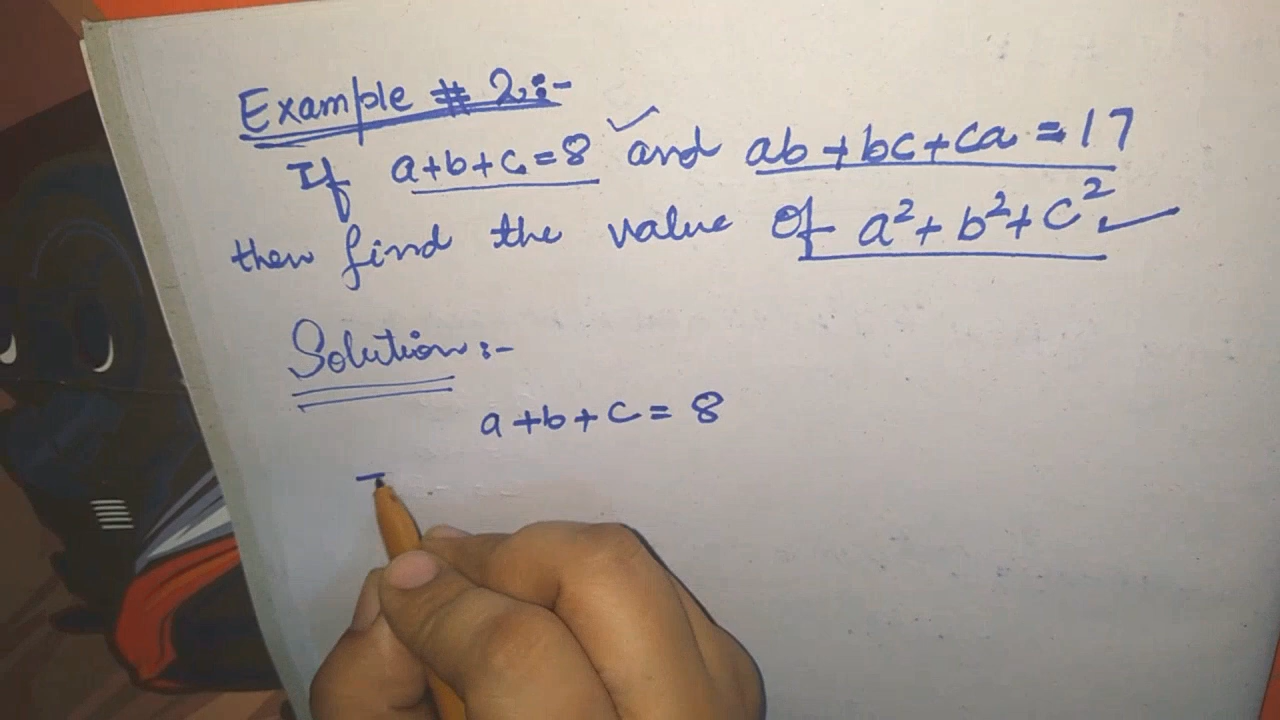 Example # 2:-
If a+b+c=8 and ab+bc+ca=17
then find the value of a²+b²+c²
Solution:-
a+b+c=8